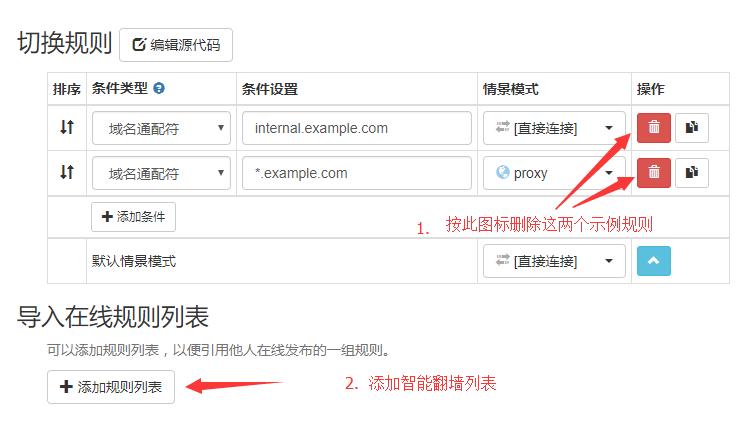 切换规则 编辑源代码
排序 条件类型 条件设置 情景模式 操作
域名通配符 internal.example.com [直接连接]
域名通配符 *.example.com proxy
添加条件
1. 按此图标删除这两个示例规则
默认情景模式 [直接连接]
导入在线规则列表
可以添加规则列表，以便引用他人在线发布的一组规则。
添加规则列表
2. 添加智能翻墙列表